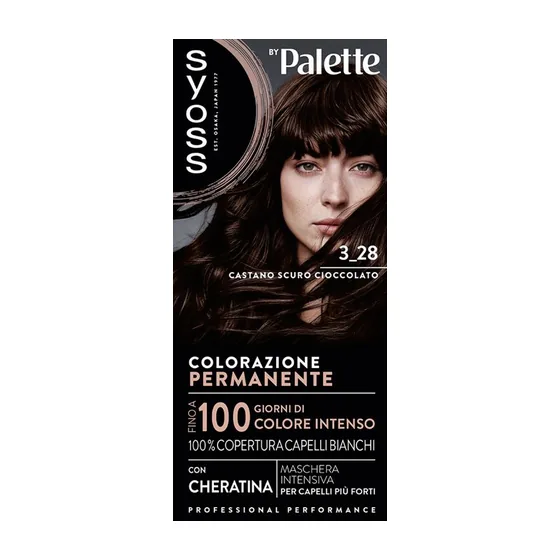 syoss
EST. OSAKA, JAPAN 1977
BY Palette
3_28
CASTANO SCURO CIOCCOLATO
COLORAZIONE
PERMANENTE
FINO A 100 GIORNI DI
COLORE INTENSO
100% COPERTURA CAPELLI BIANCHI
CON
CHERATINA
MASCHERA
INTENSIVA
PER CAPELLI PIÙ FORTI
PROFESSIONAL PERFORMANCE